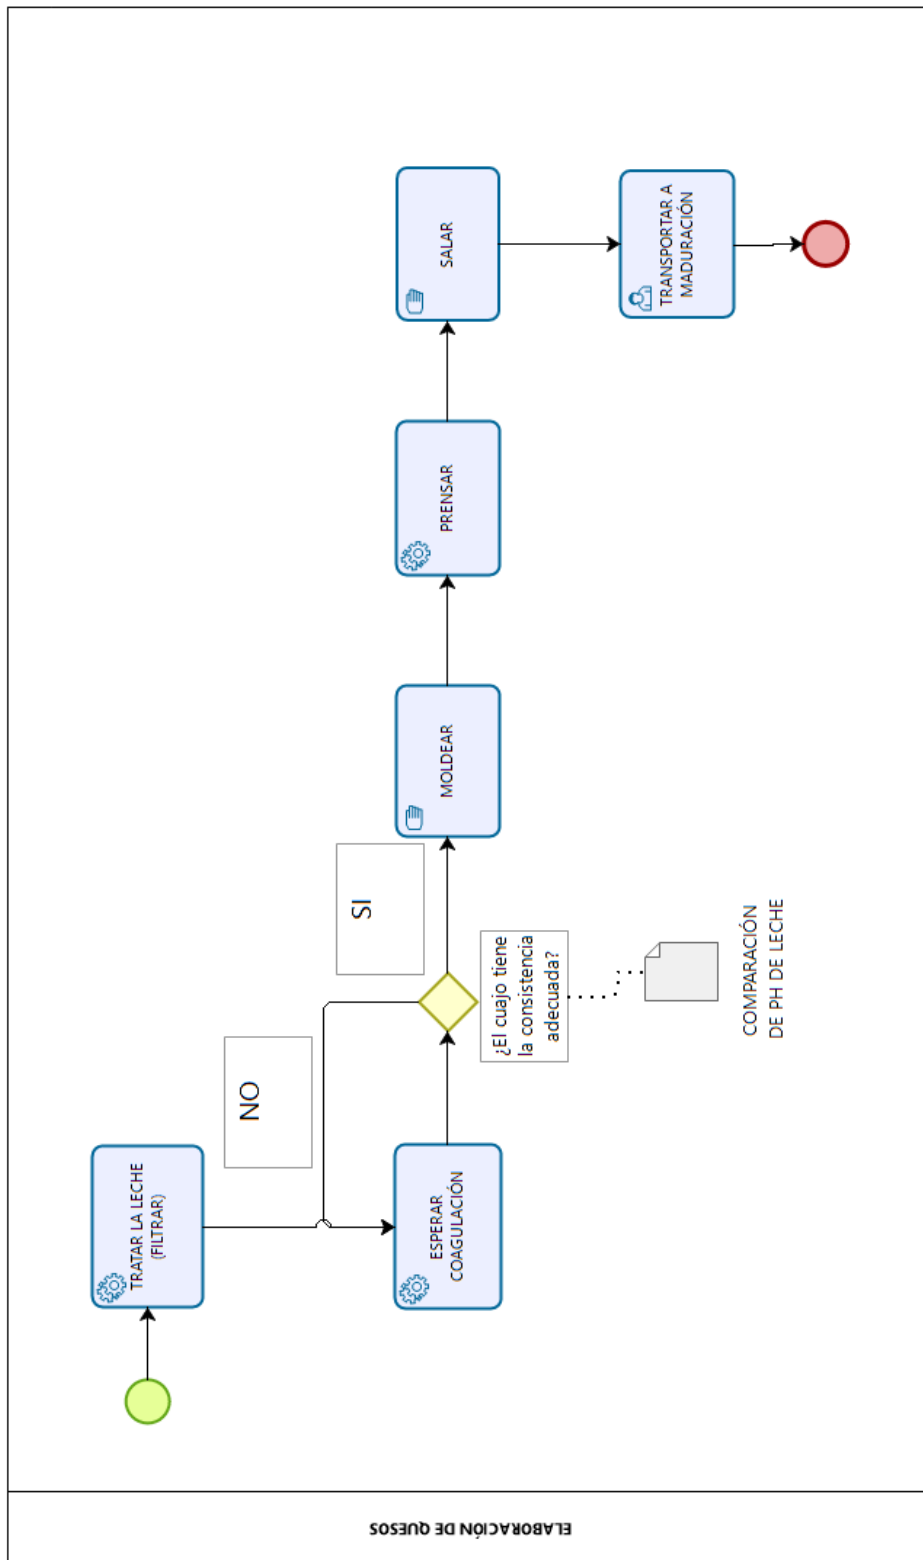 ELABORACIÓN DE QUESOS
TRATAR LA LECHE
(FILTRAR)
NO
ESPERAR
COAGULACIÓN
¿El cuajo tiene
la consistencia
adecuada?
COMPARACIÓN
DE PH DE LECHE
SI
MOLDEAR
PRENSAR
SALAR
TRANSPORTAR A
MADURACIÓN